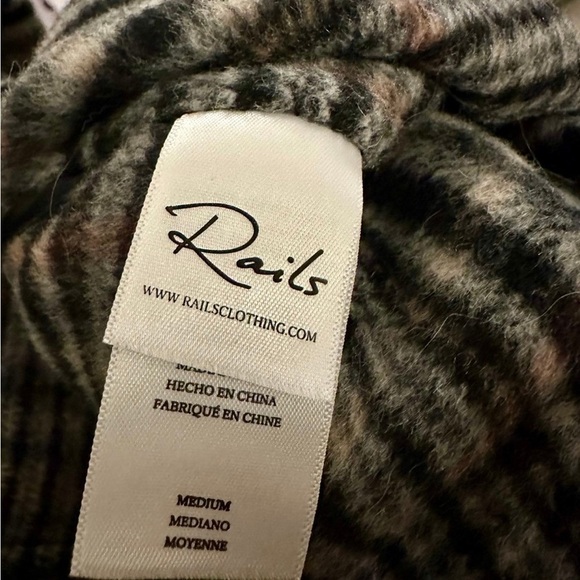 Rails
WWW.RAILSCLOTHING.COM
HECHO EN CHINA
FABRIQUÉ EN CHINE
MEDIUM
MEDIANO
MOYENNE